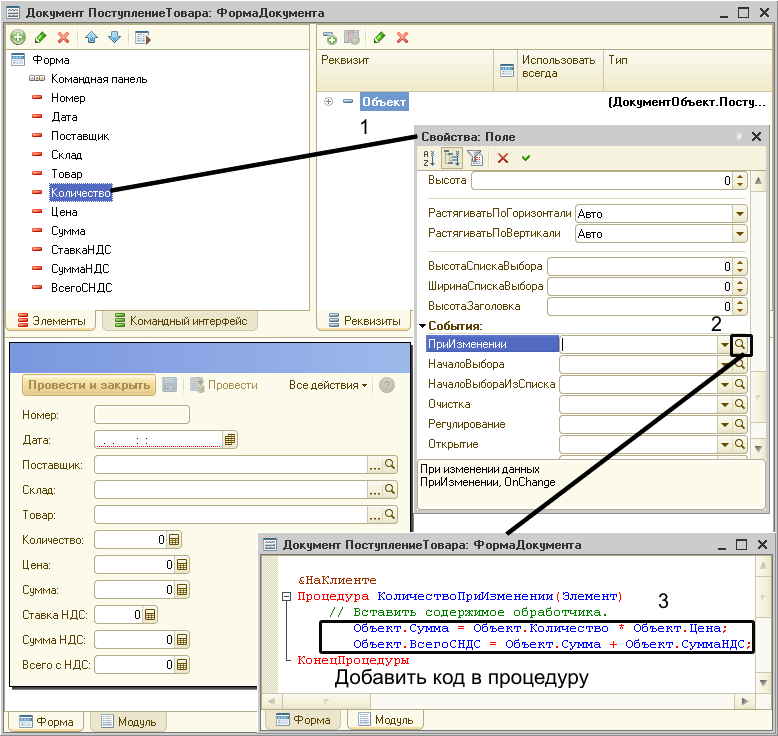 Документ ПоступлениеТовара: ФормаДокумента
Форма
Командная панель
Номер
Дата
Поставщик
Склад
Товар
Количество
Цена
Сумма
СтавкаНДС
СуммаНДС
ВсегоСНДС
Элементы
Командный интерфейс
Реквизит
Использовать
всегда
Тип
Объект
(ДокументОбъект.Посту...
1
Реквизиты
Свойства: Поле
Высота
0
РастягиватьПоГоризонтали
Авто
РастягиватьПоВертикали
Авто
ВысотаСпискаВыбора
0
ШиринаСпискаВыбора
0
ВысотаЗаголовка
0
События:
2
ПриИзменении
НачалоВыбора
НачалоВыбораИзСписка
Очистка
Регулирование
Открытие
При изменении данных
ПриИзменении, OnChange
Провести и закрыть
Провести
Все действия
Номер:
Дата:
. . : :
Поставщик:
...
Склад:
...
Товар:
...
Количество:
0
Цена:
0
Сумма:
0
Ставка НДС:
0
Сумма НДС:
0
Всего с НДС:
0
Форма
Модуль
Документ ПоступлениеТовара: ФормаДокумента
&НаКлиенте
Процедура КоличествоПриИзменении(Элемент)
// Вставить содержимое обработчика.
3
Объект.Сумма = Объект.Количество * Объект.Цена;
Объект.ВсегоСНДС = Объект.Сумма + Объект.СуммаНДС;
КонецПроцедуры
Добавить код в процедуру
Форма
Модуль